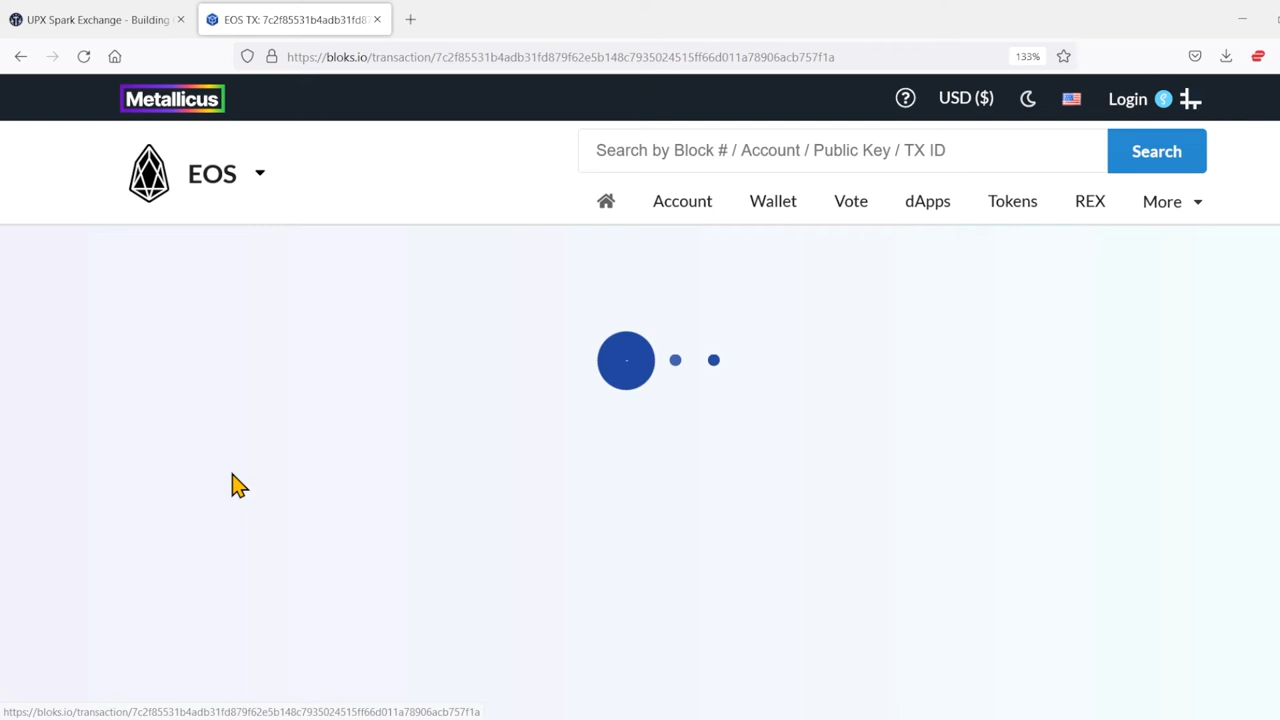 UPX Spark Exchange - Building
EOS TX: 7c2f85531b4adb31fd87
https://bloks.io/transaction/7c2f85531b4adb31fd879f62e5b148c7935024515ff66d011a78906acb757f1a
133%
Metallicus
USD ($)
Login
EOS
Search by Block # / Account / Public Key / TX ID
Search
Account Wallet Vote dApps Tokens REX More
https://bloks.io/transaction/7c2f85531b4adb31fd879f62e5b148c7935024515ff66d011a78906acb757f1a